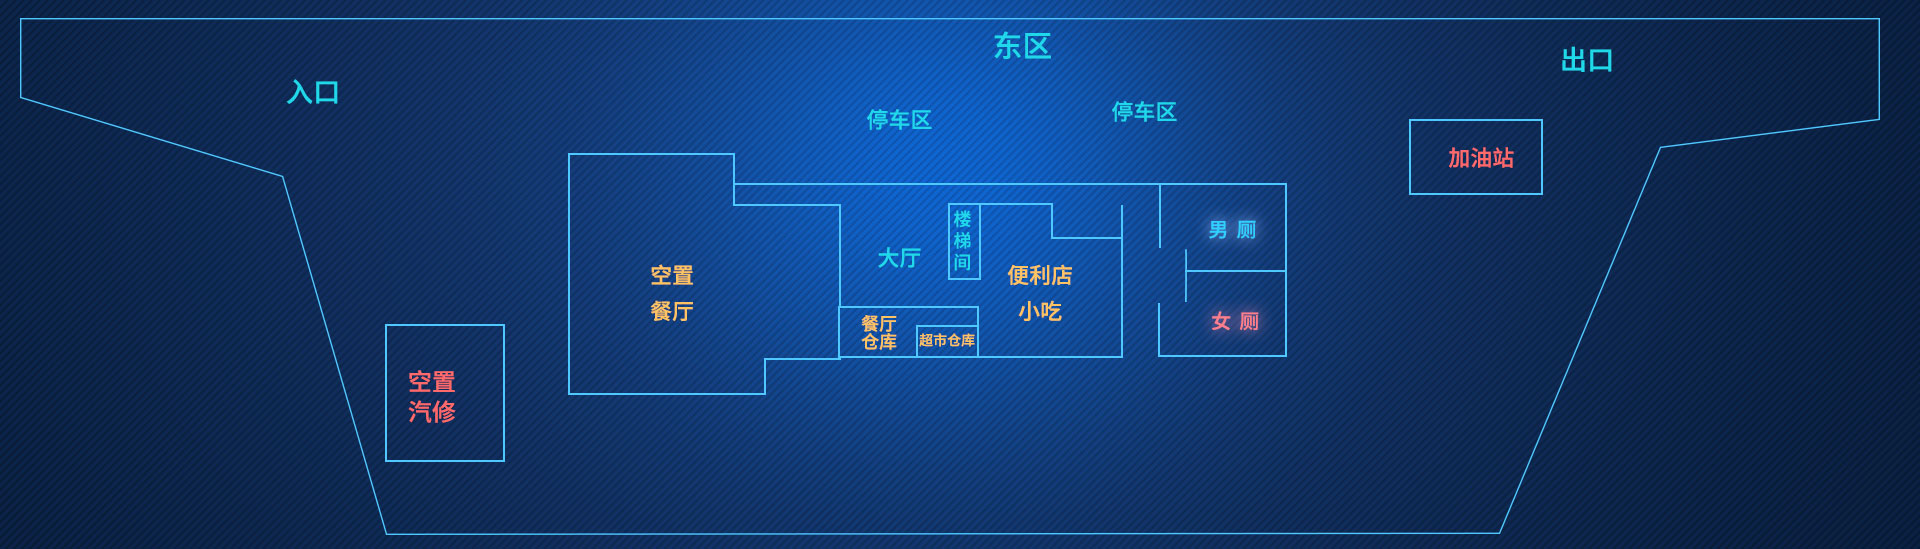 东区
出口
入口
停车区
停车区
加油站
楼
梯
间
男 厕
大厅
空置
餐厅
便利店
小吃
餐厅
仓库
超市仓库
女 厕
空置
汽修